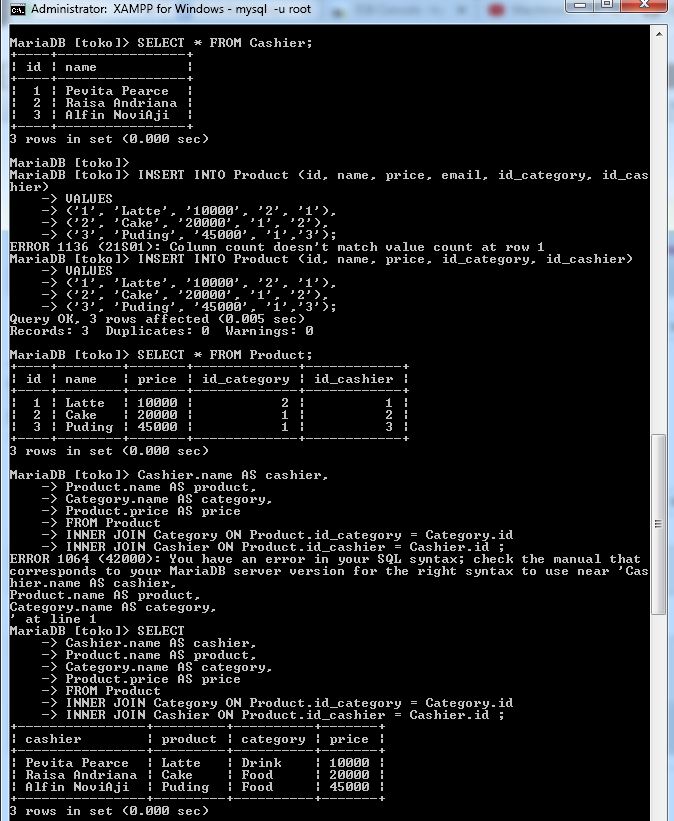 Administrator: XAMPP for Windows - mysql -u root
MariaDB [toko]> SELECT * FROM Cashier;
+----+----------------+
| id | name           |
+----+----------------+
|  1 | Pevita Pearce  |
|  2 | Raisa Andriana |
|  3 | Alfin NoviAji  |
+----+----------------+
3 rows in set (0.000 sec)
MariaDB [toko]>
MariaDB [toko]> INSERT INTO Product (id, name, price, email, id_category, id_cas
hier)
    -> VALUES
    -> ('1', 'Latte', '10000', '2', '1'),
    -> ('2', 'Cake', '20000', '1', '2'),
    -> ('3', 'Puding', '45000', '1','3');
ERROR 1136 (21S01): Column count doesn't match value count at row 1
MariaDB [toko]> INSERT INTO Product (id, name, price, id_category, id_cashier)
    -> VALUES
    -> ('1', 'Latte', '10000', '2', '1'),
    -> ('2', 'Cake', '20000', '1', '2'),
    -> ('3', 'Puding', '45000', '1','3');
Query OK, 3 rows affected (0.005 sec)
Records: 3  Duplicates: 0  Warnings: 0
MariaDB [toko]> SELECT * FROM Product;
+----+--------+-------+-------------+------------+
| id | name   | price | id_category | id_cashier |
+----+--------+-------+-------------+------------+
|  1 | Latte  | 10000 |           2 |          1 |
|  2 | Cake   | 20000 |           1 |          2 |
|  3 | Puding | 45000 |           1 |          3 |
+----+--------+-------+-------------+------------+
3 rows in set (0.000 sec)
MariaDB [toko]> Cashier.name AS cashier,
    -> Product.name AS product,
    -> Category.name AS category,
    -> Product.price AS price
    -> FROM Product
    -> INNER JOIN Category ON Product.id_category = Category.id
    -> INNER JOIN Cashier ON Product.id_cashier = Cashier.id ;
ERROR 1064 (42000): You have an error in your SQL syntax; check the manual that
corresponds to your MariaDB server version for the right syntax to use near 'Cas
hier.name AS cashier,
Product.name AS product,
Category.name AS category,
' at line 1
MariaDB [toko]> SELECT
    -> Cashier.name AS cashier,
    -> Product.name AS product,
    -> Category.name AS category,
    -> Product.price AS price
    -> FROM Product
    -> INNER JOIN Category ON Product.id_category = Category.id
    -> INNER JOIN Cashier ON Product.id_cashier = Cashier.id ;
+----------------+---------+----------+-------+
| cashier        | product | category | price |
+----------------+---------+----------+-------+
| Pevita Pearce  | Latte   | Drink    | 10000 |
| Raisa Andriana | Cake    | Food     | 20000 |
| Alfin NoviAji  | Puding  | Food     | 45000 |
+----------------+---------+----------+-------+
3 rows in set (0.000 sec)